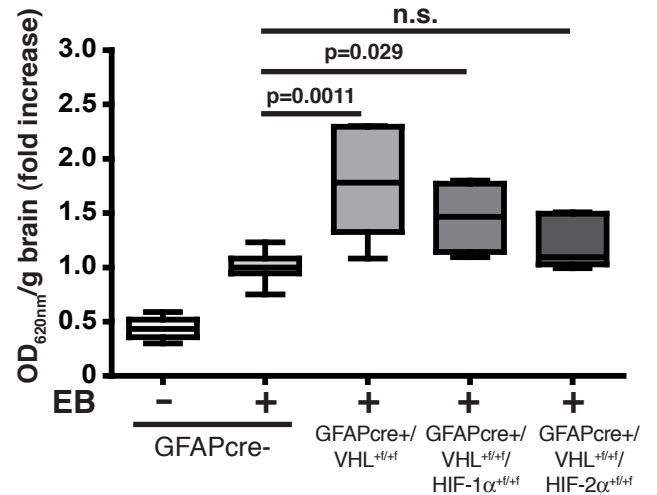 n.s.
p=0.029
p=0.0011
OD620nm/g brain (fold increase)
3.0
2.5
2.0
1.5
1.0
0.5
0
EB − + + + +
GFAPcre-
GFAPcre+/
VHL+f/+f
GFAPcre+/
VHL+f/+f/
HIF-1α+f/+f
GFAPcre+/
VHL+f/+f/
HIF-2α+f/+f